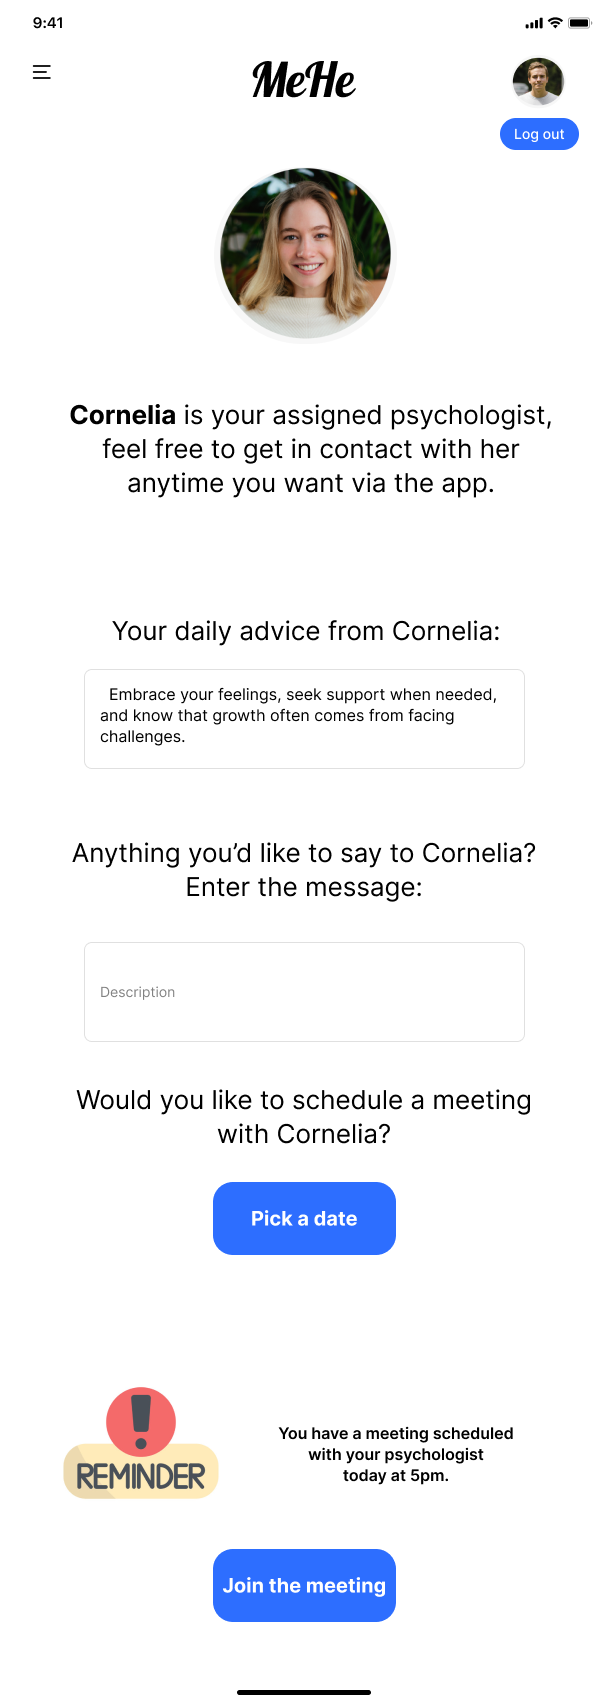 9:41
MeHe
Log out
Cornelia is your assigned psychologist,
feel free to get in contact with her
anytime you want via the app.
Your daily advice from Cornelia:
Embrace your feelings, seek support when needed,
and know that growth often comes from facing
challenges.
Anything you’d like to say to Cornelia?
Enter the message:
Description
Would you like to schedule a meeting
with Cornelia?
Pick a date
REMINDER
You have a meeting scheduled
with your psychologist
today at 5pm.
Join the meeting